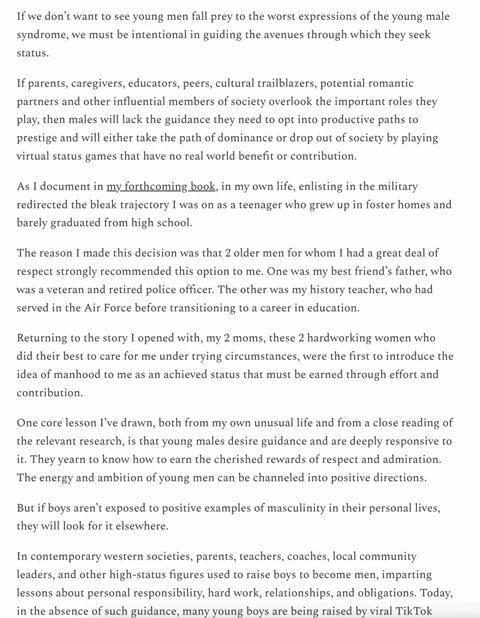 If we don't want to see young men fall prey to the worst expressions of the young male
syndrome, we must be intentional in guiding the avenues through which they seek
status.
If parents, caregivers, educators, peers, cultural trailblazers, potential romantic
partners and other influential members of society overlook the important roles they
play, then males will lack the guidance they need to opt into productive paths to
prestige and will either take the path of dominance or drop out of society by playing
virtual status games that have no real world benefit or contribution.
As I document in my forthcoming book, in my own life, enlisting in the military
redirected the bleak trajectory I was on as a teenager who grew up in foster homes and
barely graduated from high school.
The reason I made this decision was that 2 older men for whom I had a great deal of
respect strongly recommended this option to me. One was my best friend's father, who
was a veteran and retired police officer. The other was my history teacher, who had
served in the Air Force before transitioning to a career in education.
Returning to the story I opened with, my 2 moms, these 2 hardworking women who
did their best to care for me under trying circumstances, were the first to introduce the
idea of manhood to me as an achieved status that must be earned through effort and
contribution.
One core lesson I've drawn, both from my own unusual life and from a close reading of
the relevant research, is that young males desire guidance and are deeply responsive to
it. They yearn to know how to earn the cherished rewards of respect and admiration.
The energy and ambition of young men can be channeled into positive directions.
But if boys aren't exposed to positive examples of masculinity in their personal lives,
they will look for it elsewhere.
In contemporary western societies, parents, teachers, coaches, local community
leaders, and other high-status figures used to raise boys to become men, imparting
lessons about personal responsibility, hard work, relationships, and obligations. Today,
in the absence of such guidance, many young boys are being raised by viral TikTok